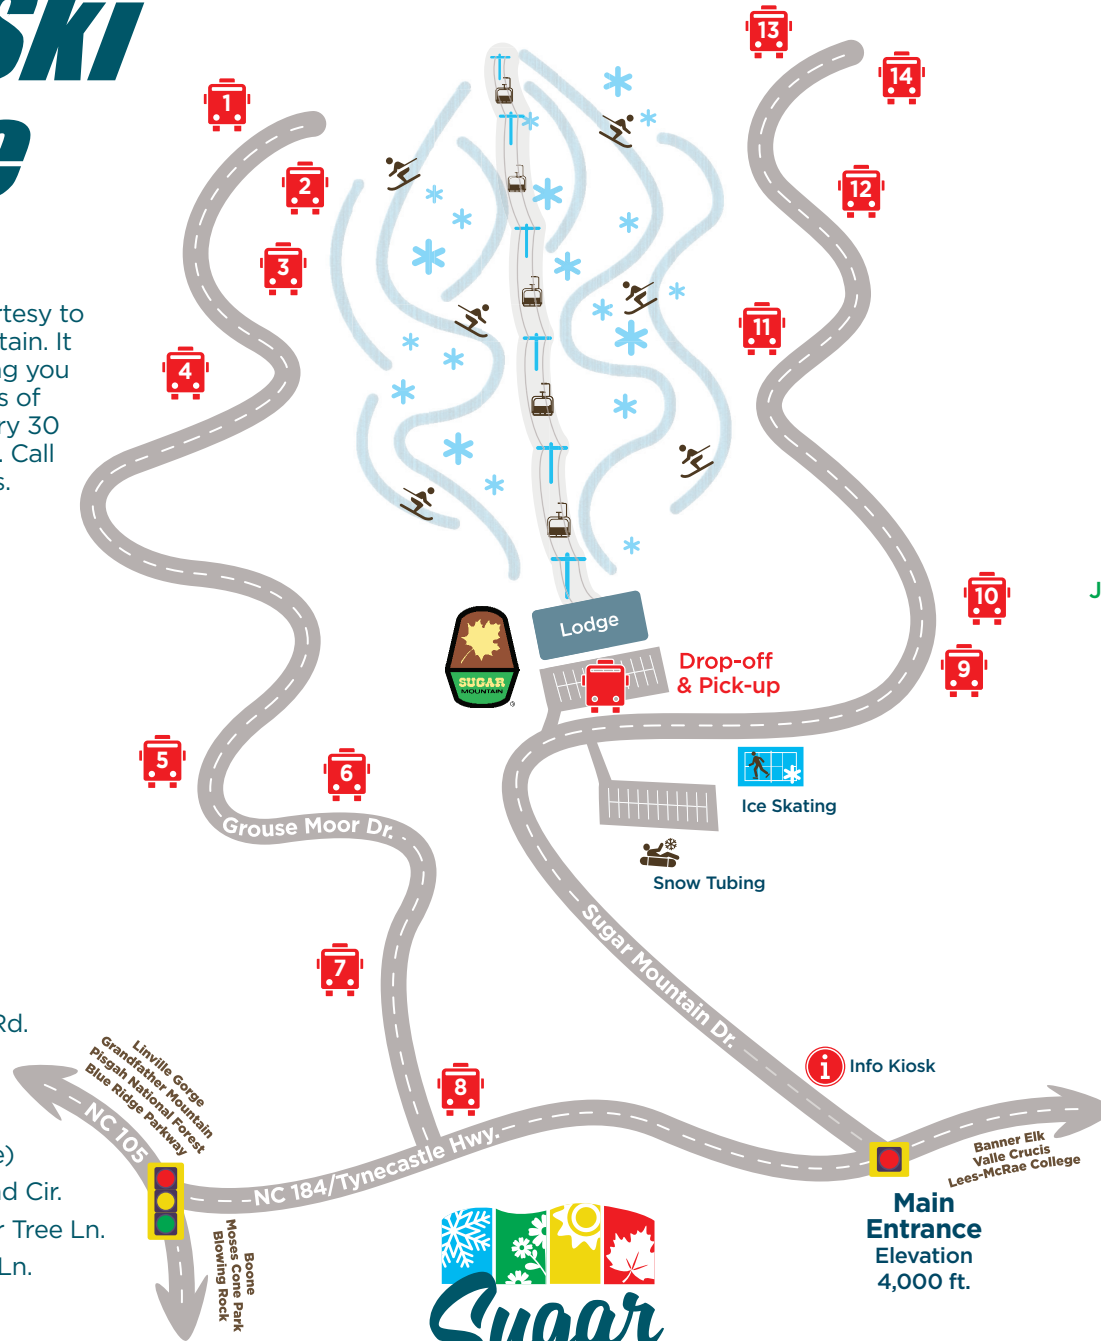 SKI
e
rtesy to
tain. It
ng you
s of
ry 30
. Call
s.
1
2
3
4
5
6
7
8
9
10
11
12
13
14
J
Lodge
SUGAR
MOUNTAIN
®
Drop-off
& Pick-up
Ice Skating
Snow Tubing
Grouse Moor Dr.
Sugar Mountain Dr.
i
Info Kiosk
Rd.
e)
nd Cir.
r Tree Ln.
Ln.
Linville Gorge
Grandfather Mountain
Pisgah National Forest
Blue Ridge Parkway
NC 105
NC 184/Tynecastle Hwy.
Boone
Moses Cone Park
Blowing Rock
Banner Elk
Valle Crucis
Lees-McRae College
Main
Entrance
Elevation
4,000 ft.
Sugar